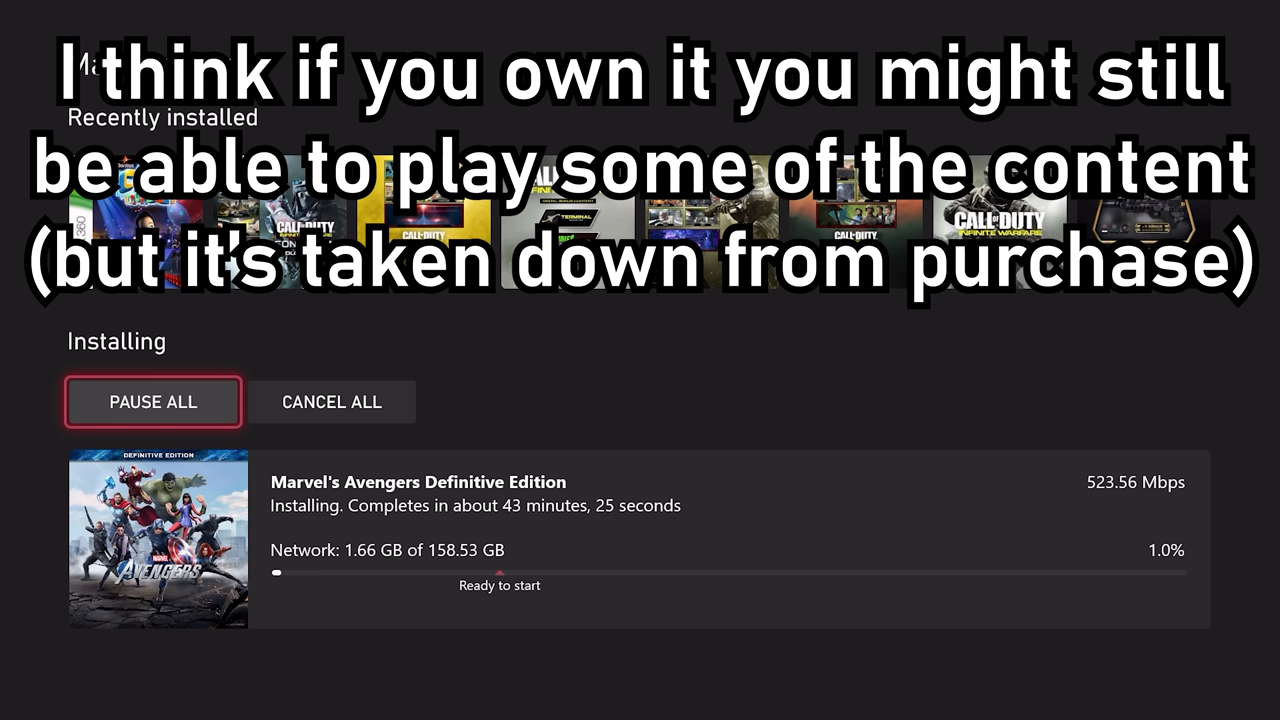 I think if you own it you might still
Recently installed
be able to play some of the content
(but it's taken down from purchase)
360
CALL OF DUTY
TERMINAL
CALL OF DUTY
CALL OF DUTY
INFINITE WARFARE
Installing
PAUSE ALL
CANCEL ALL
DEFINITIVE EDITION
MARVEL
AVENGERS
Marvel's Avengers Definitive Edition
523.56 Mbps
Installing. Completes in about 43 minutes, 25 seconds
Network: 1.66 GB of 158.53 GB
1.0%
Ready to start